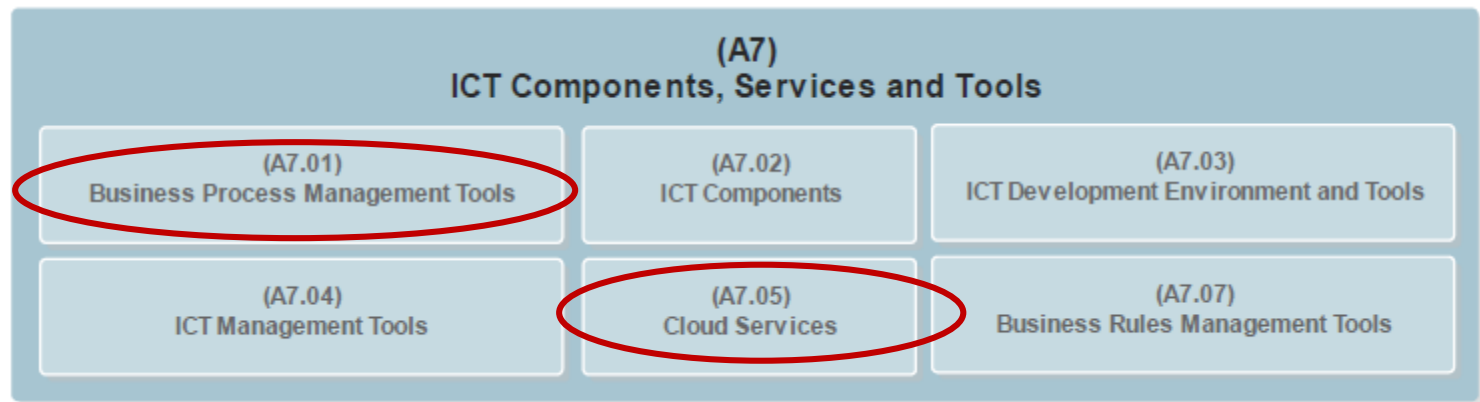 (A7)
ICT Components, Services and Tools
(A7.01)
Business Process Management Tools
(A7.02)
ICT Components
(A7.03)
ICT Development Environment and Tools
(A7.04)
ICT Management Tools
(A7.05)
Cloud Services
(A7.07)
Business Rules Management Tools